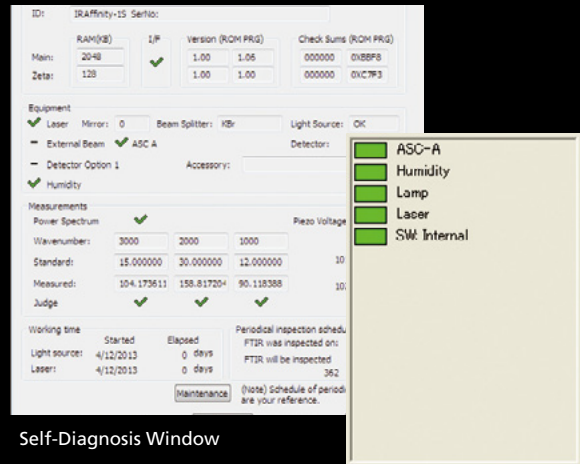 ID: IRAffinity-1S SerNo:
RAM(KB) I/F Version (ROM PRG) Check Sums (ROM PRG)
Main: 2048 1.00 1.06 000000 0XBBF8
Zeta: 128 1.00 1.00 000000 0XC7F3
Equipment
Laser Mirror: 0 Beam Splitter: KBr Light Source: OK
External Beam ASC A Detector:
Detector Option 1 Accessory:
Humidity
Measurements
Power Spectrum Piezo Voltage
Wavenumber: 3000 2000 1000
Standard: 15.000000 30.000000 12.000000 10
Measured: 104.173611 158.817204 90.118388 10
Judge
Working time Periodical inspection schedu
Started Elapsed FTIR was inspected on:
Light source: 4/12/2013 0 days FTIR will be inspected
Laser: 4/12/2013 0 days 362
Maintenance (Note) Schedule of periodi
are your reference.
ASC-A
Humidity
Lamp
Laser
SW: Internal
Self-Diagnosis Window